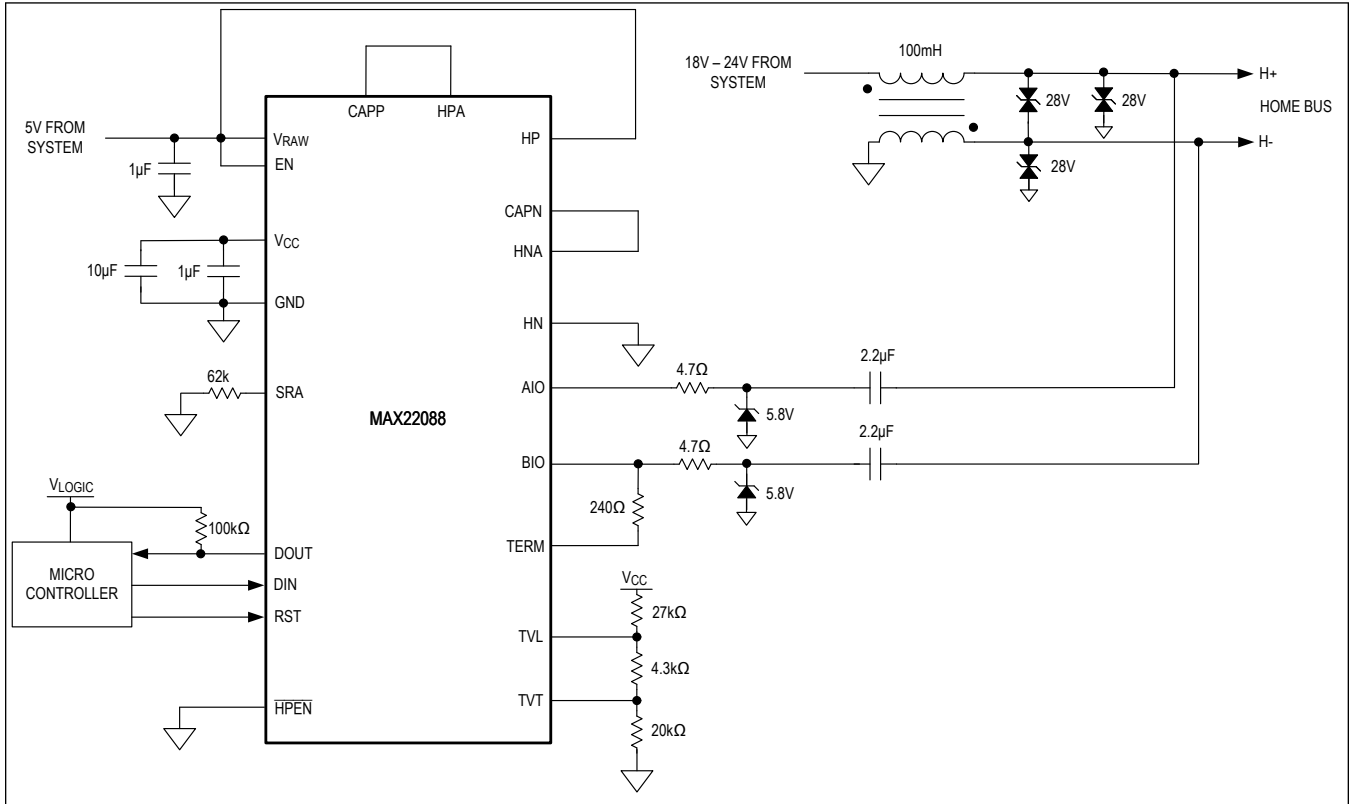 CAPP
HPA
5V FROM
SYSTEM
1µF
VRAW
EN
HP
CAPN
HNA
VCC
10µF
1µF
GND
HN
SRA
62k
MAX22088
AIO
4.7Ω
2.2µF
5.8V
BIO
4.7Ω
2.2µF
5.8V
240Ω
TERM
VLOGIC
100kΩ
DOUT
DIN
RST
MICRO
CONTROLLER
VCC
27kΩ
TVL
4.3kΩ
TVT
20kΩ
HPEN
18V – 24V FROM
SYSTEM
100mH
28V
28V
28V
H+
HOME BUS
H-